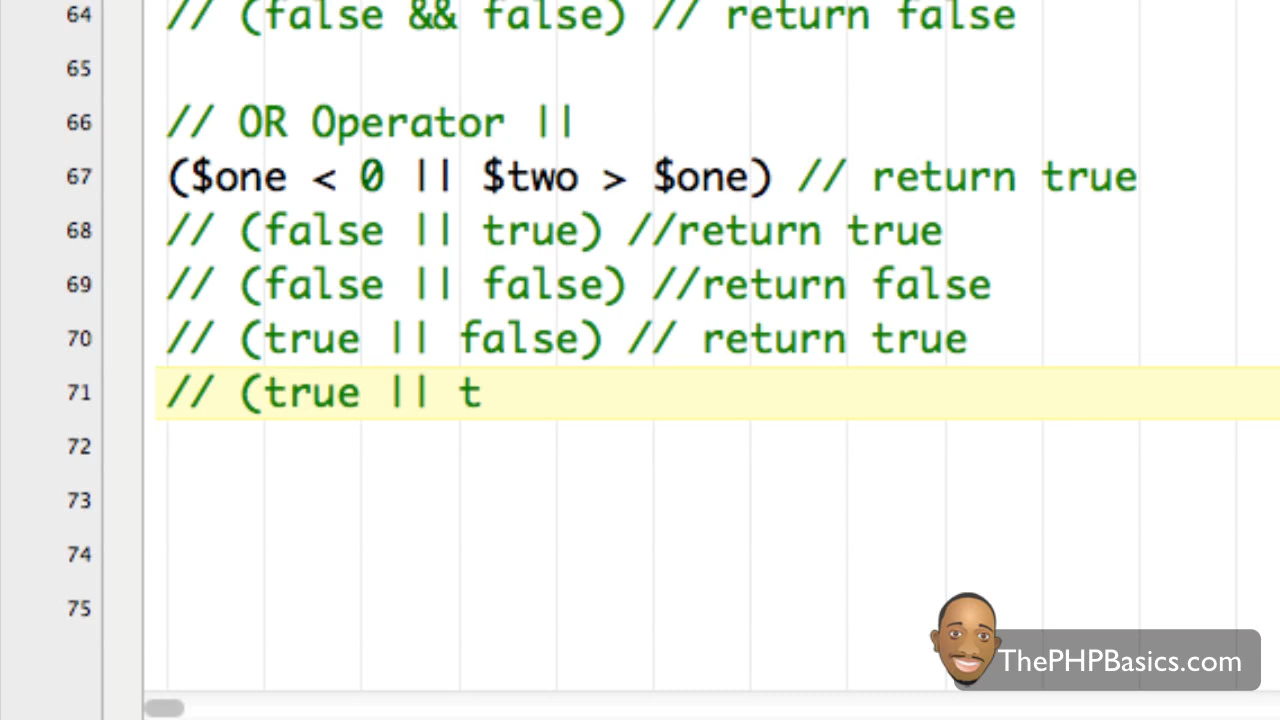 64 // (false && false) // return false
65
66 // OR Operator ||
67 ($one < 0 || $two > $one) // return true
68 // (false || true) //return true
69 // (false || false) //return false
70 // (true || false) // return true
71 // (true || t
72
73
74
75
ThePHPBasics.com